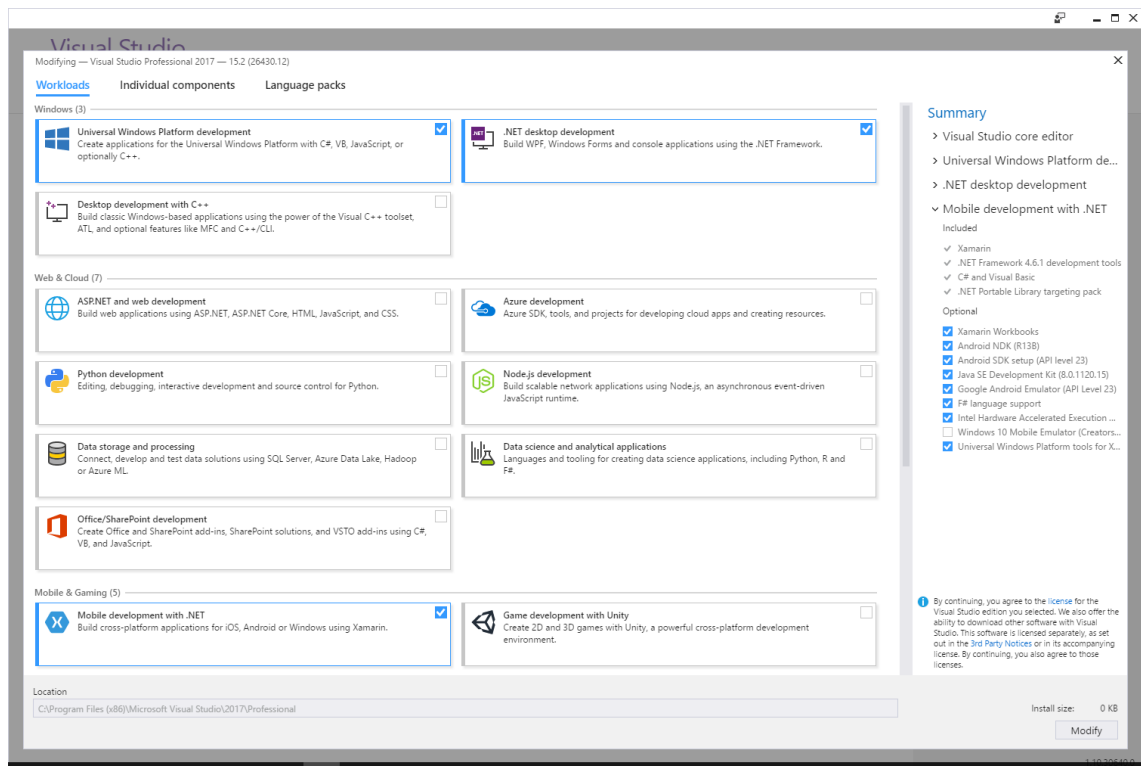 Visual Studio
Modifying — Visual Studio Professional 2017 — 15.2 (26430.12)
Workloads
Individual components
Language packs
Windows (3)
Universal Windows Platform development
Create applications for the Universal Windows Platform with C#, VB, JavaScript, or
optionally C++.
.NET desktop development
Build WPF, Windows Forms and console applications using the .NET Framework.
Desktop development with C++
Build classic Windows-based applications using the power of the Visual C++ toolset,
ATL, and optional features like MFC and C++/CLI.
Web & Cloud (7)
ASP.NET and web development
Build web applications using ASP.NET, ASP.NET Core, HTML, JavaScript, and CSS.
Azure development
Azure SDK, tools, and projects for developing cloud apps and creating resources.
Python development
Editing, debugging, interactive development and source control for Python.
Node.js development
Build scalable network applications using Node.js, an asynchronous event-driven
JavaScript runtime.
Data storage and processing
Connect, develop and test data solutions using SQL Server, Azure Data Lake, Hadoop
or Azure ML.
Data science and analytical applications
Languages and tooling for creating data science applications, including Python, R and
F#.
Office/SharePoint development
Create Office and SharePoint add-ins, SharePoint solutions, and VSTO add-ins using C#,
VB, and JavaScript.
Mobile & Gaming (5)
Mobile development with .NET
Build cross-platform applications for iOS, Android or Windows using Xamarin.
Game development with Unity
Create 2D and 3D games with Unity, a powerful cross-platform development
environment.
Summary
Visual Studio core editor
Universal Windows Platform de...
.NET desktop development
Mobile development with .NET
Included
Xamarin
.NET Framework 4.6.1 development tools
C# and Visual Basic
.NET Portable Library targeting pack
Optional
Xamarin Workbooks
Android NDK (R13B)
Android SDK setup (API level 23)
Java SE Development Kit (8.0.1120.15)
Google Android Emulator (API Level 23)
F# language support
Intel Hardware Accelerated Execution ...
Windows 10 Mobile Emulator (Creators...
Universal Windows Platform tools for X...
By continuing, you agree to the license for the
Visual Studio edition you selected. We also offer the
ability to download other software with Visual
Studio. This software is licensed separately, as set
out in the 3rd Party Notices or in its accompanying
license. By continuing, you also agree to those
licenses.
Location
C:\Program Files (x86)\Microsoft Visual Studio\2017\Professional
Install size: 0 KB
Modify